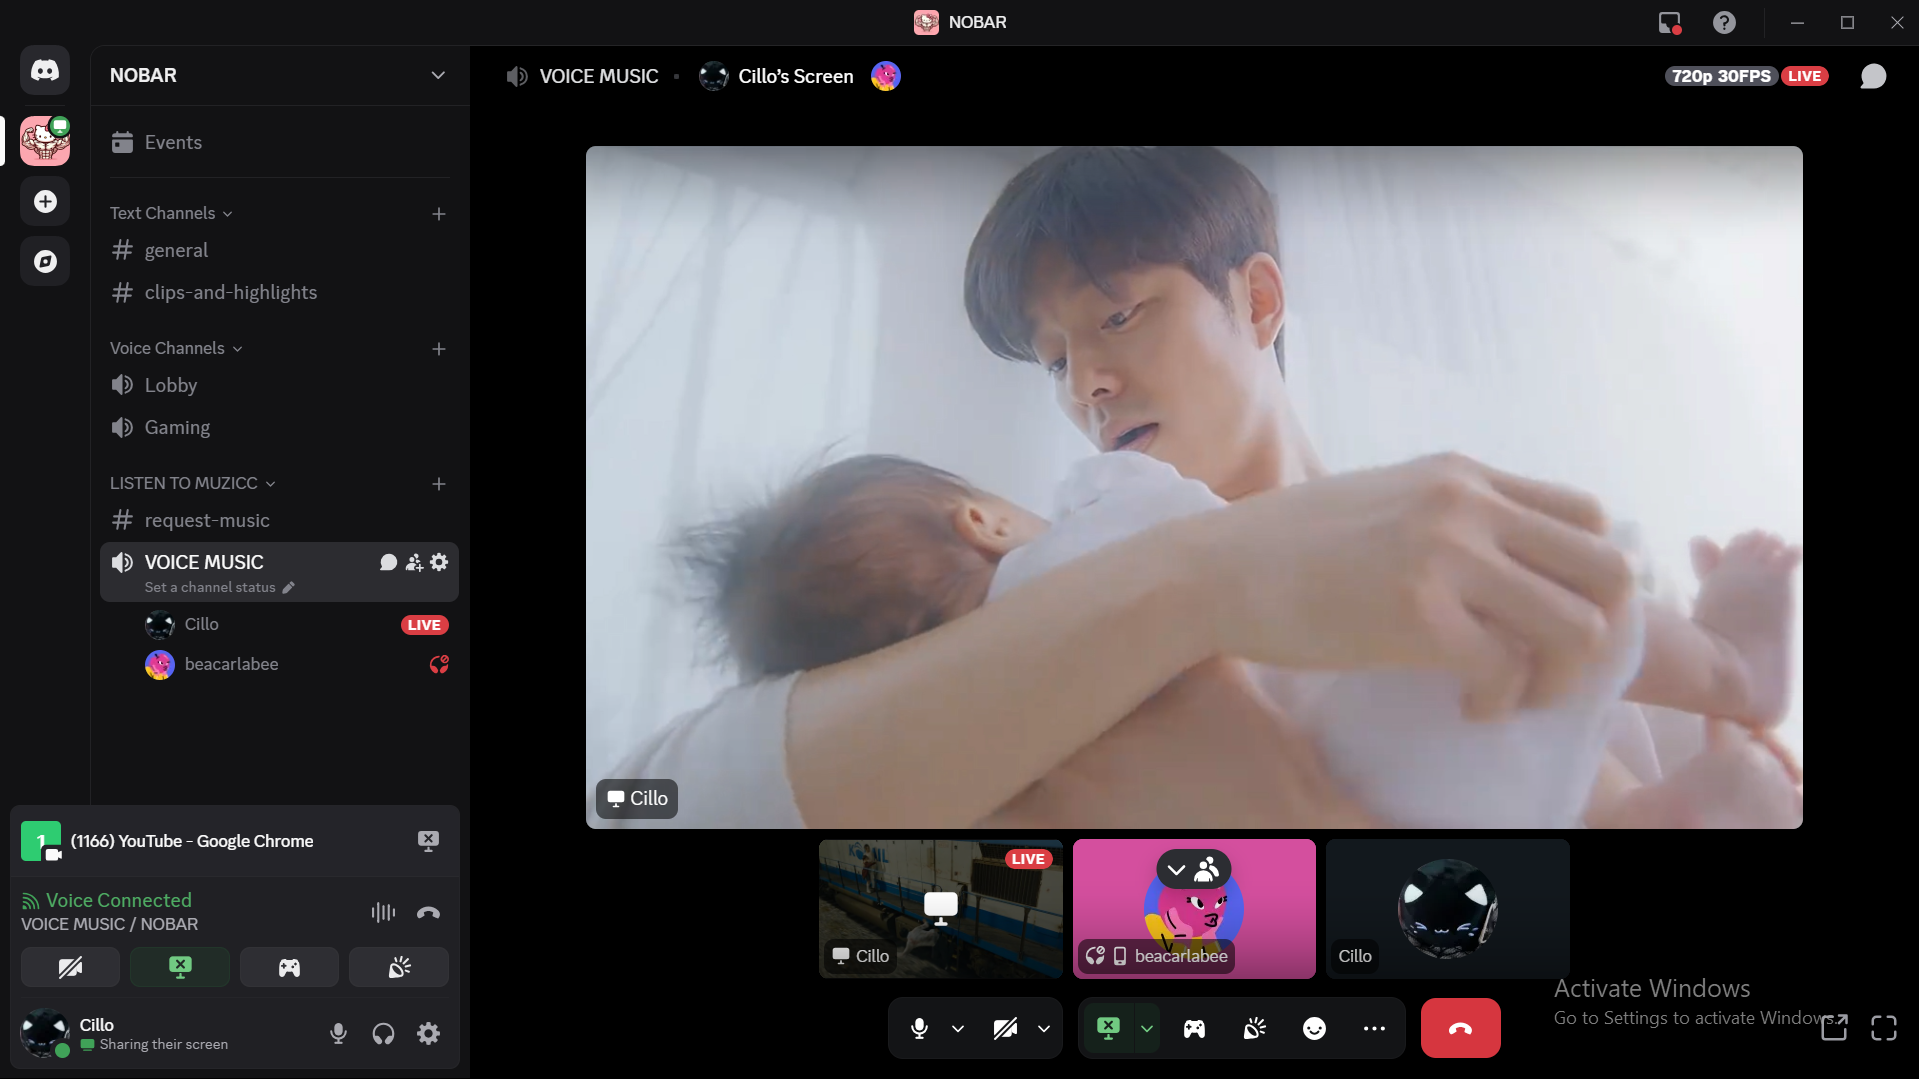 NOBAR
NOBAR
VOICE MUSIC
Cillo's Screen
720p 30FPS
LIVE
Events
Text Channels
general
clips-and-highlights
Voice Channels
Lobby
Gaming
LISTEN TO MUZICC
request-music
VOICE MUSIC
Set a channel status
Cillo
LIVE
beacarlabee
Cillo
1
(1166) YouTube - Google Chrome
Voice Connected
VOICE MUSIC / NOBAR
Cillo
Sharing their screen
LIVE
Cillo
beacarlabee
Cillo
Activate Windows
Go to Settings to activate Windows.